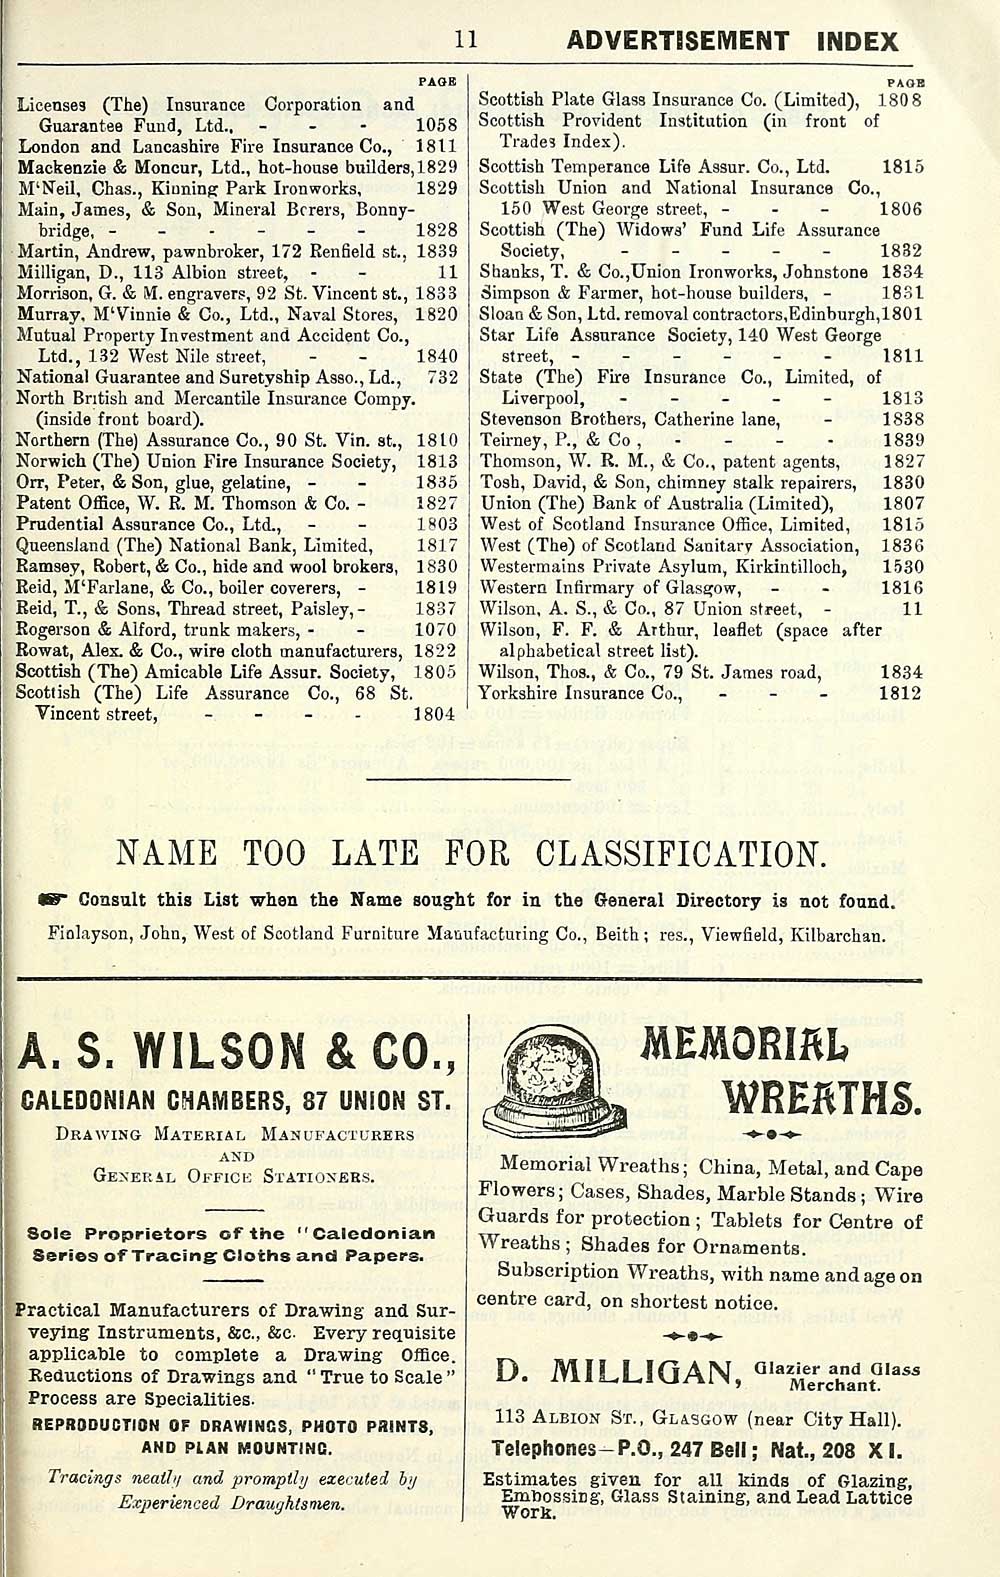 11 ADVERTISEMENT INDEX
PAGE
Licenses (The) Insurance Corporation and
Guarantee Fund, Ltd., - - - 1058
London and Lancashire Fire Insurance Co., 1811
Mackenzie & Moncur, Ltd., hot-house builders, 1829
M'Neil, Chas., Kinning Park Ironworks, 1829
Main, James, & Son, Mineral Borers, Bonny-
bridge, - - - - - - 1828
Martin, Andrew, pawnbroker, 172 Renfield st., 1839
Milligan, D., 113 Albion street, - - 11
Morrison, G. & M. engravers, 92 St. Vincent st., 1833
Murray, M'Vinnie & Co., Ltd., Naval Stores, 1820
Mutual Property Investment and Accident Co.,
Ltd., 132 West Nile street, - - 1840
National Guarantee and Suretyship Asso., Ld., 732
North British and Mercantile Insurance Compy.
(inside front board).
Northern (The) Assurance Co., 90 St. Vin. st., 1810
Norwich (The) Union Fire Insurance Society, 1813
Orr, Peter, & Son, glue, gelatine, - - 1835
Patent Office, W. R. M. Thomson & Co. - 1827
Prudential Assurance Co., Ltd., - - 1803
Queensland (The) National Bank, Limited, 1817
Ramsey, Robert, & Co., hide and wool brokers, 1830
Reid, M'Farlane, & Co., boiler coverers, - 1819
Reid, T., & Sons, Thread street, Paisley, - 1837
Rogerson & Alford, trunk makers, - - 1070
Rowat, Alex. & Co., wire cloth manufacturers, 1822
Scottish (The) Amicable Life Assur. Society, 1805
Scottish (The) Life Assurance Co., 68 St.
Vincent street, - - - - 1804
PAGE
Scottish Plate Glass Insurance Co. (Limited), 1808
Scottish Provident Institution (in front of
Trades Index).
Scottish Temperance Life Assur. Co., Ltd. 1815
Scottish Union and National Insurance Co.,
150 West George street, - - - 1806
Scottish (The) Widows' Fund Life Assurance
Society, - - - - - 1832
Shanks, T. & Co., Union Ironworks, Johnstone 1834
Simpson & Farmer, hot-house builders, - 1831
Sloan & Son, Ltd. removal contractors, Edinburgh, 1801
Star Life Assurance Society, 140 West George
street, - - - - - - 1811
State (The) Fire Insurance Co., Limited, of
Liverpool, - - - - - 1813
Stevenson Brothers, Catherine lane, - 1838
Teirney, P., & Co , - - - - 1839
Thomson, W. R. M., & Co., patent agents, 1827
Tosh, David, & Son, chimney stalk repairers, 1830
Union (The) Bank of Australia (Limited), 1807
West of Scotland Insurance Office, Limited, 1815
West (The) of Scotland Sanitary Association, 1836
Westermains Private Asylum, Kirkintilloch, 1530
Western Infirmary of Glasgow, - - 1816
Wilson, A. S., & Co., 87 Union street, - 11
Wilson, F. F. & Arthur, leaflet (space after
alphabetical street list).
Wilson, Thos., & Co., 79 St. James road, 1834
Yorkshire Insurance Co., - - - 1812
NAME TOO LATE FOR CLASSIFICATION.
☛ Consult this List when the Name sought for in the General Directory is not found.
Finlayson, John, West of Scotland Furniture Manufacturing Co., Beith; res., Viewfield, Kilbarchan.
A. S. WILSON & CO.,
CALEDONIAN CHAMBERS, 87 UNION ST.
DRAWING MATERIAL MANUFACTURERS
AND
GENERAL OFFICE STATIONERS.
Sole Proprietors of the "Caledonian
Series of Tracing Cloths and Papers.
Practical Manufacturers of Drawing and Sur-
veying Instruments, &c., &c. Every requisite
applicable to complete a Drawing Office.
Reductions of Drawings and "True to Scale"
Process are Specialities.
REPRODUCTION OF DRAWINGS, PHOTO PRINTS,
AND PLAN MOUNTING.
Tracings neatly and promptly executed by
Experienced Draughtsmen.
MEMORIAL
WREATHS.
Memorial Wreaths; China, Metal, and Cape
Flowers; Cases, Shades, Marble Stands; Wire
Guards for protection; Tablets for Centre of
Wreaths; Shades for Ornaments.
Subscription Wreaths, with name and age on
centre card, on shortest notice.
D. MILLIGAN, Glazier and Glass
Merchant.
113 ALBION ST., GLASGOW (near City Hall).
Telephones—P.O., 247 Bell; Nat., 208 XI.
Estimates given for all kinds of Glazing,
Embossing, Glass Staining, and Lead Lattice
Work.